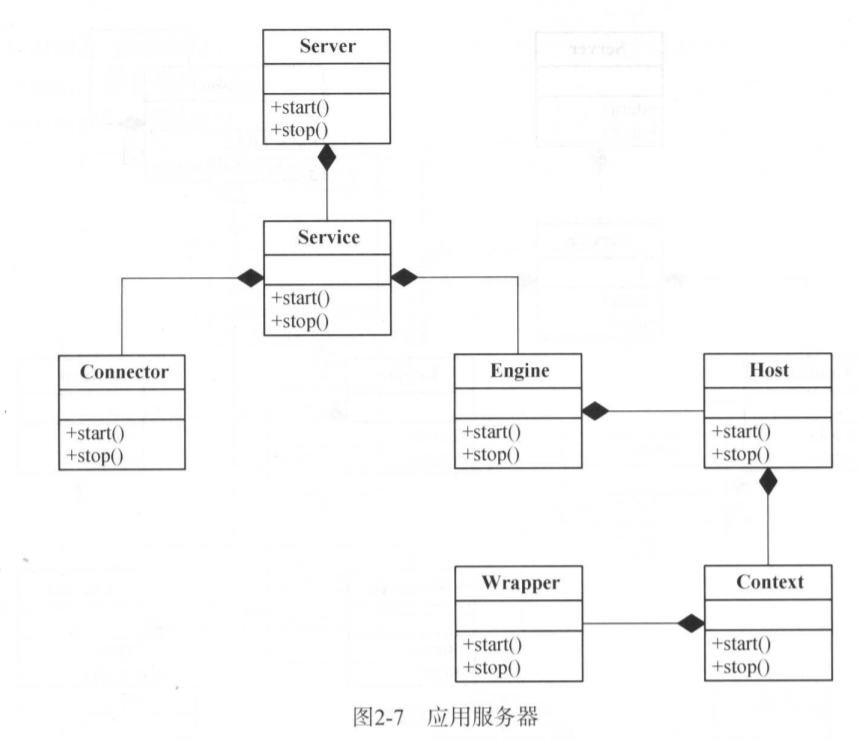 Server
+start()
+stop()
Service
+start()
+stop()
Connector
+start()
+stop()
Engine
+start()
+stop()
Host
+start()
+stop()
Wrapper
+start()
+stop()
Context
+start()
+stop()
图2-7 应用服务器